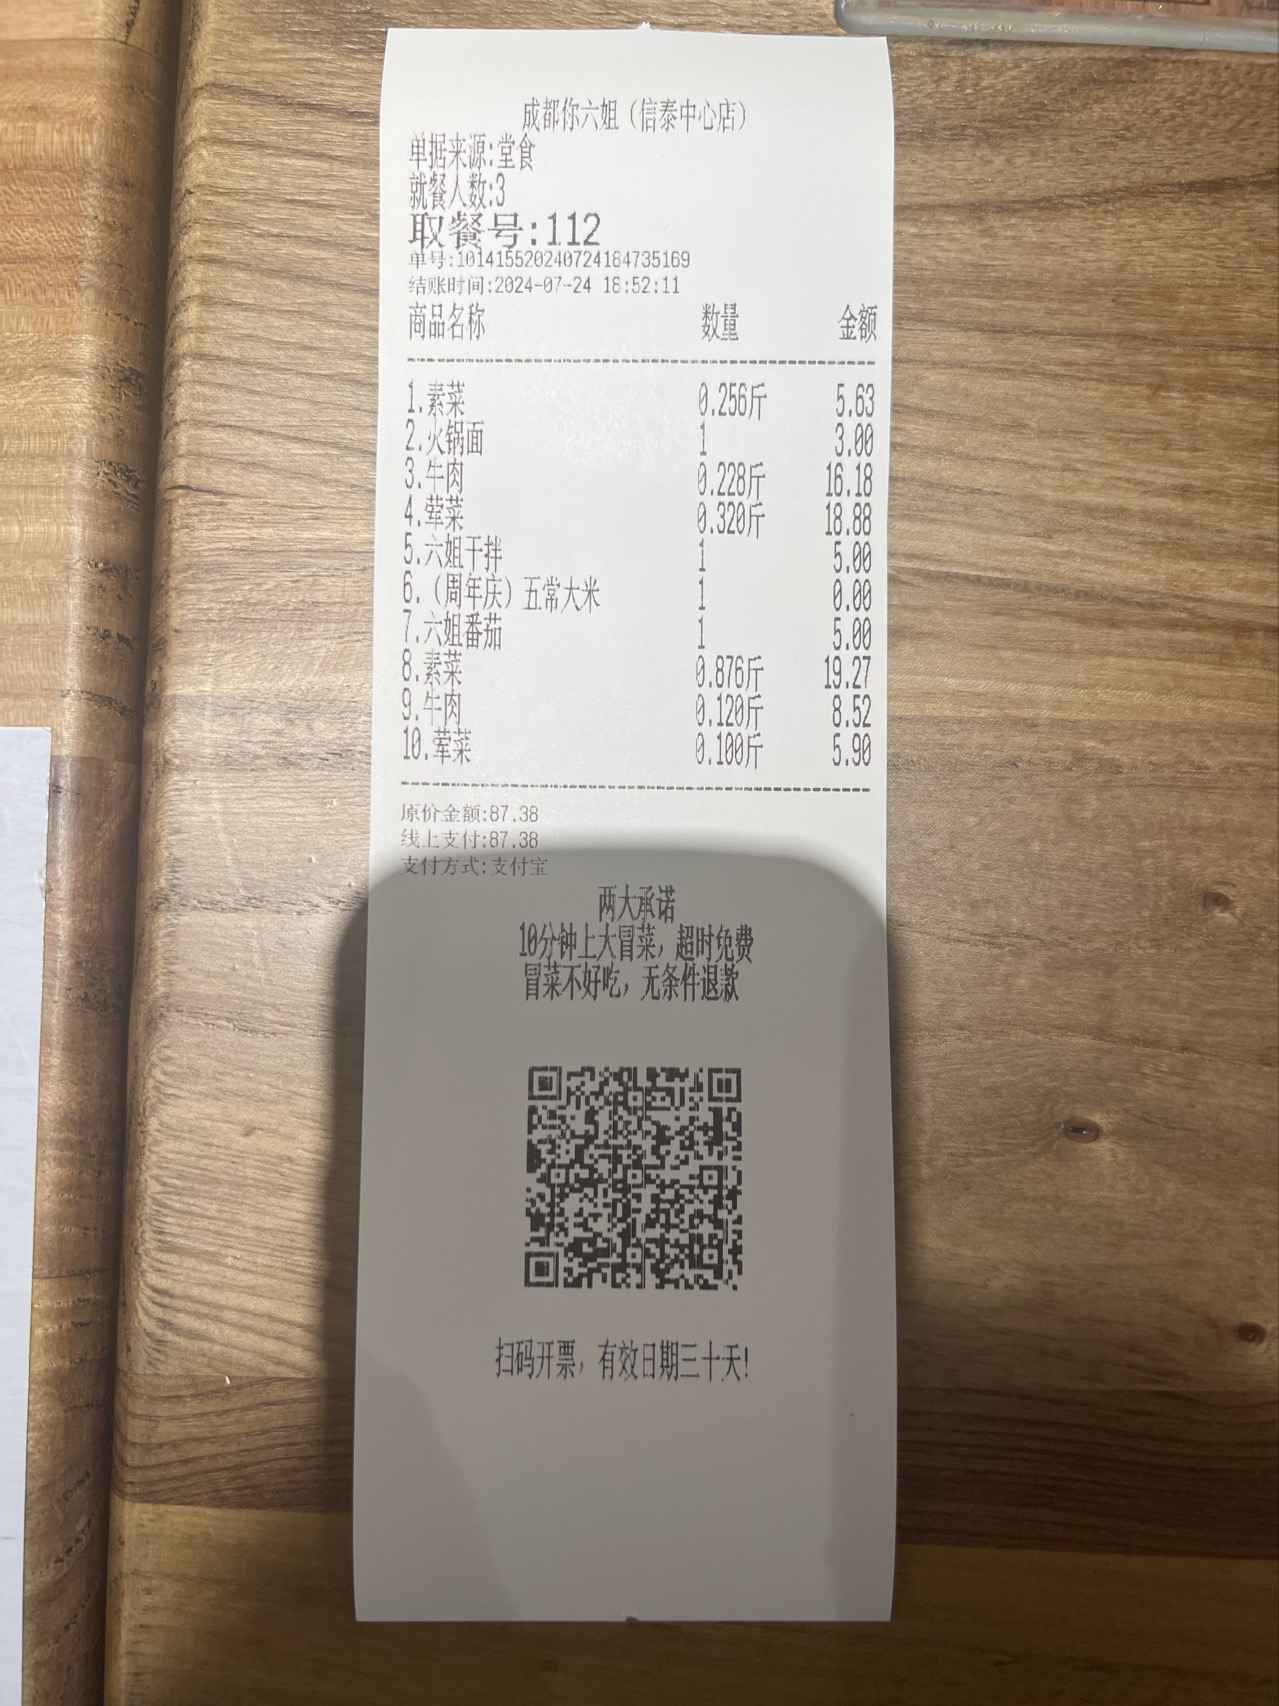 成都你六姐（信泰中心店）
单据来源:堂食
就餐人数:3
取餐号:112
单号:101415520240724184735169
结账时间:2024-07-24 18:52:11
商品名称 数量 金额
1.素菜 0.256斤 5.63
2.火锅面 1 3.00
3.牛肉 0.228斤 16.18
4.荤菜 0.320斤 18.88
5.六姐干拌 1 5.00
6.（周年庆）五常大米 1 0.00
7.六姐番茄 1 5.00
8.素菜 0.876斤 19.27
9.牛肉 0.120斤 8.52
10.荤菜 0.100斤 5.90
原价金额:87.38
线上支付:87.38
支付方式:支付宝
两大承诺
10分钟上大冒菜，超时免费
冒菜不好吃，无条件退款
扫码开票，有效日期三十天!